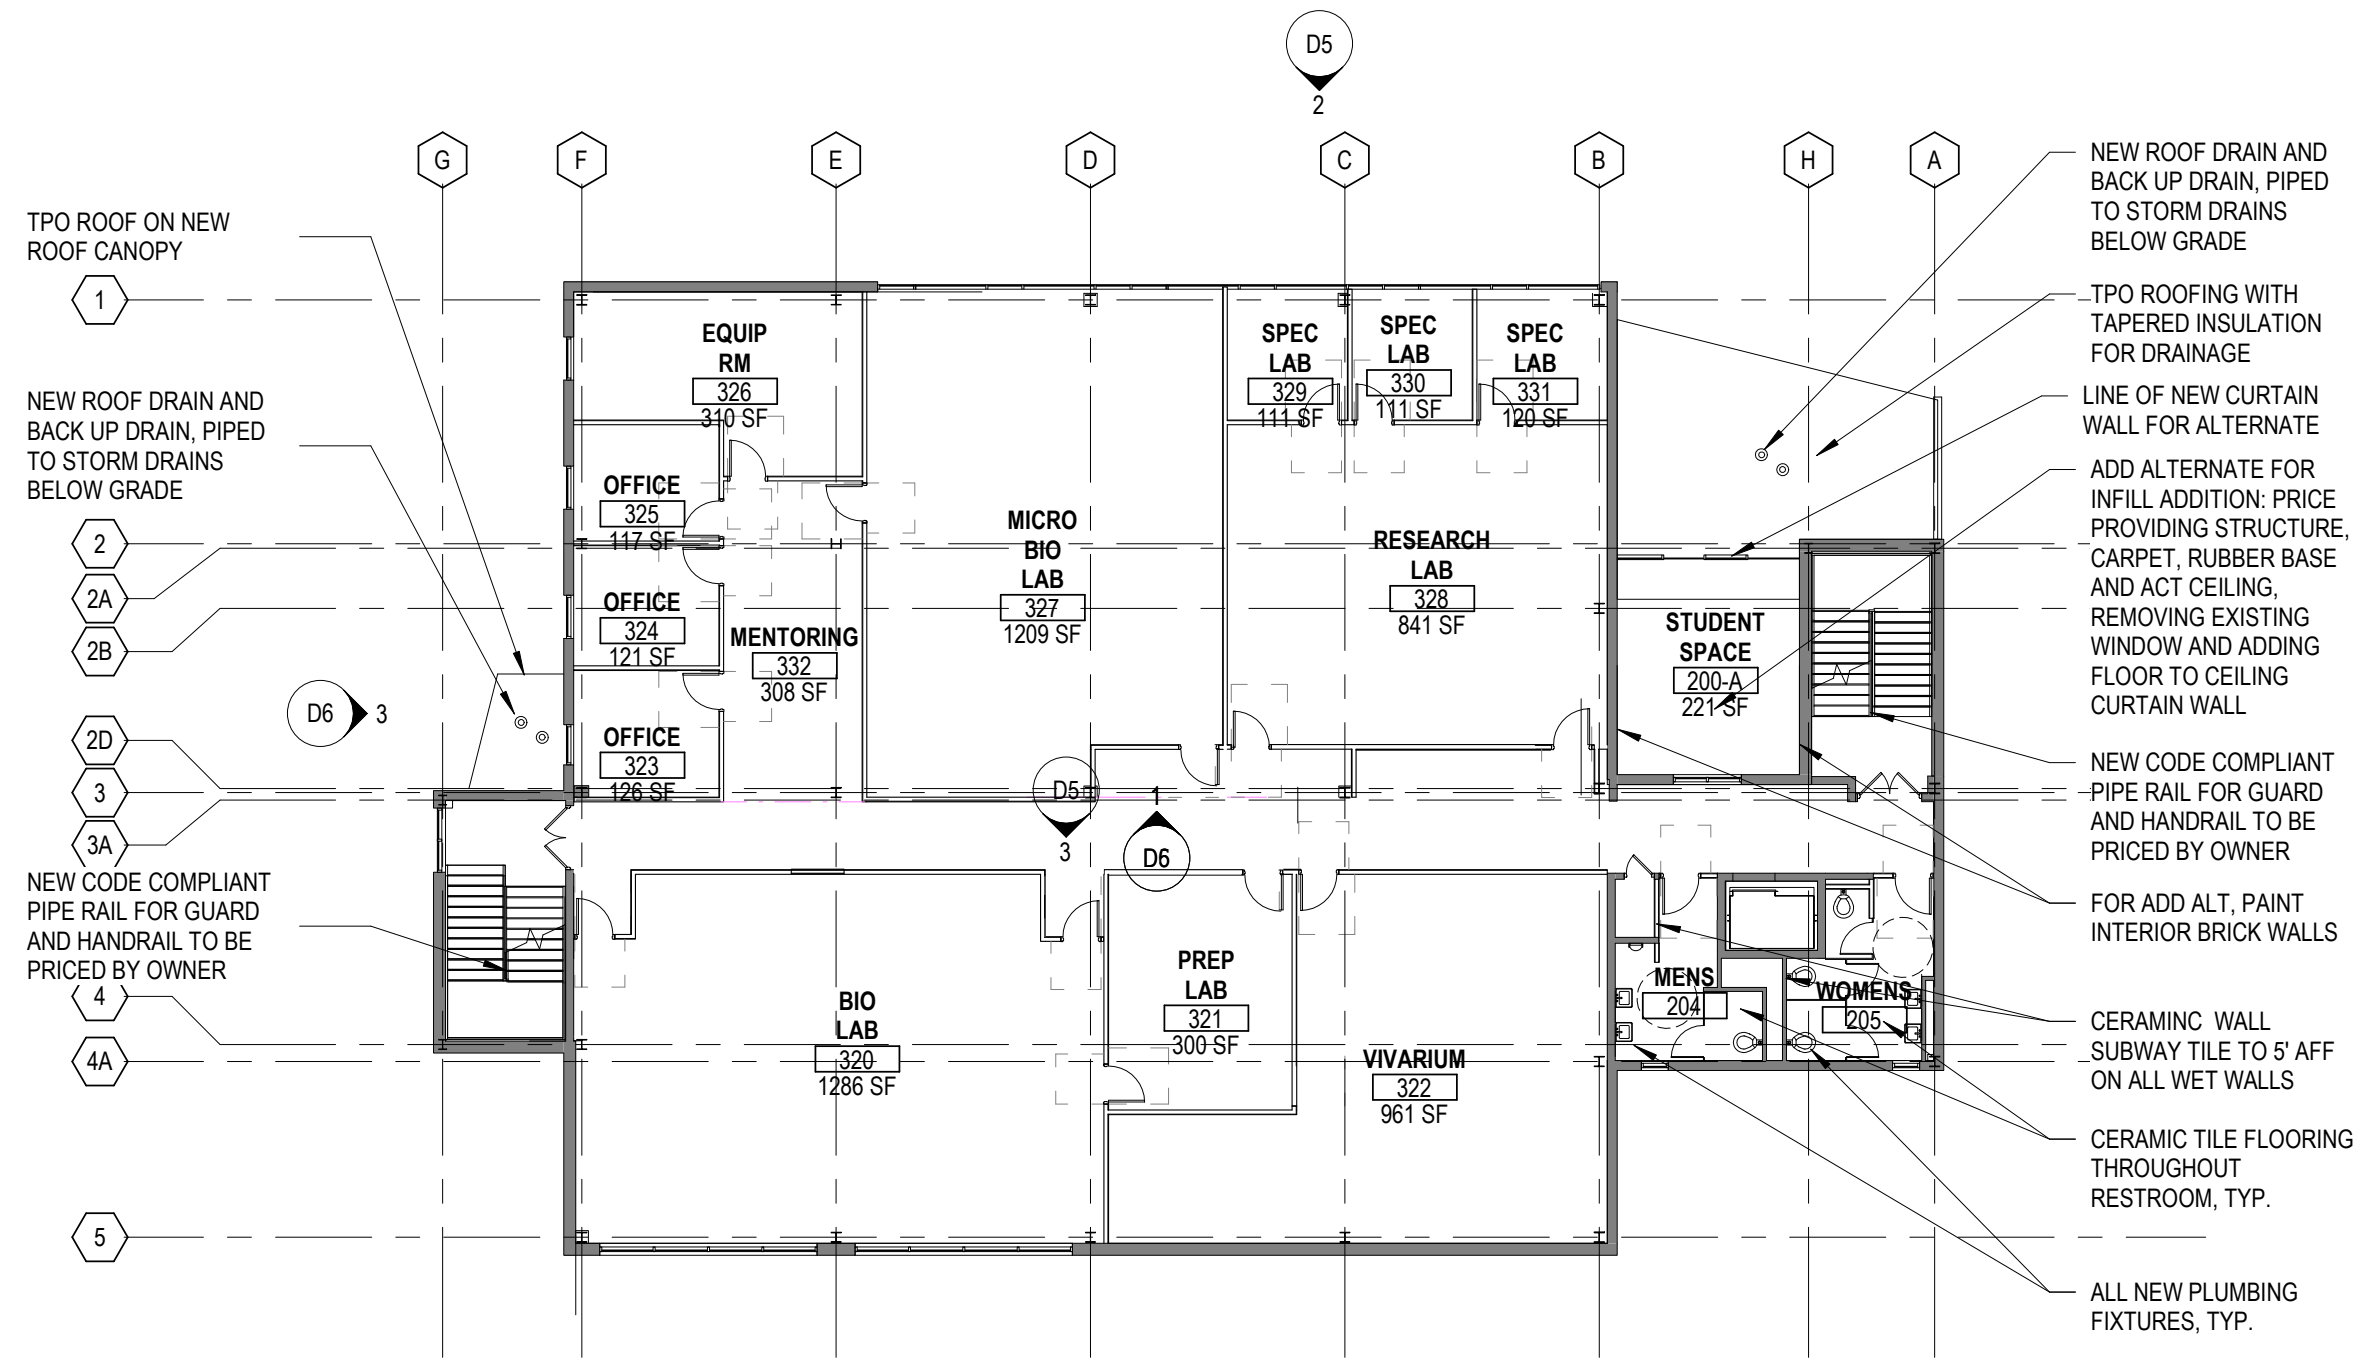 D5
2
G
F
E
D
C
B
H
A
TPO ROOF ON NEW
ROOF CANOPY
1
NEW ROOF DRAIN AND
BACK UP DRAIN, PIPED
TO STORM DRAINS
BELOW GRADE
2
2A
2B
D6
3
2D
3
3A
NEW CODE COMPLIANT
PIPE RAIL FOR GUARD
AND HANDRAIL TO BE
PRICED BY OWNER
4
4A
5
EQUIP
RM
326
310 SF
OFFICE
325
117 SF
OFFICE
324
121 SF
MENTORING
332
308 SF
OFFICE
323
126 SF
MICRO
BIO
LAB
327
1209 SF
SPEC
LAB
329
111 SF
SPEC
LAB
330
111 SF
SPEC
LAB
331
120 SF
RESEARCH
LAB
328
841 SF
STUDENT
SPACE
200-A
221 SF
D5
3
1
D6
BIO
LAB
320
1286 SF
PREP
LAB
321
300 SF
VIVARIUM
322
961 SF
MENS
204
WOMENS
205
NEW ROOF DRAIN AND
BACK UP DRAIN, PIPED
TO STORM DRAINS
BELOW GRADE
TPO ROOFING WITH
TAPERED INSULATION
FOR DRAINAGE
LINE OF NEW CURTAIN
WALL FOR ALTERNATE
ADD ALTERNATE FOR
INFILL ADDITION: PRICE
PROVIDING STRUCTURE,
CARPET, RUBBER BASE
AND ACT CEILING,
REMOVING EXISTING
WINDOW AND ADDING
FLOOR TO CEILING
CURTAIN WALL
NEW CODE COMPLIANT
PIPE RAIL FOR GUARD
AND HANDRAIL TO BE
PRICED BY OWNER
FOR ADD ALT, PAINT
INTERIOR BRICK WALLS
CERAMINC WALL
SUBWAY TILE TO 5' AFF
ON ALL WET WALLS
CERAMIC TILE FLOORING
THROUGHOUT
RESTROOM, TYP.
ALL NEW PLUMBING
FIXTURES, TYP.